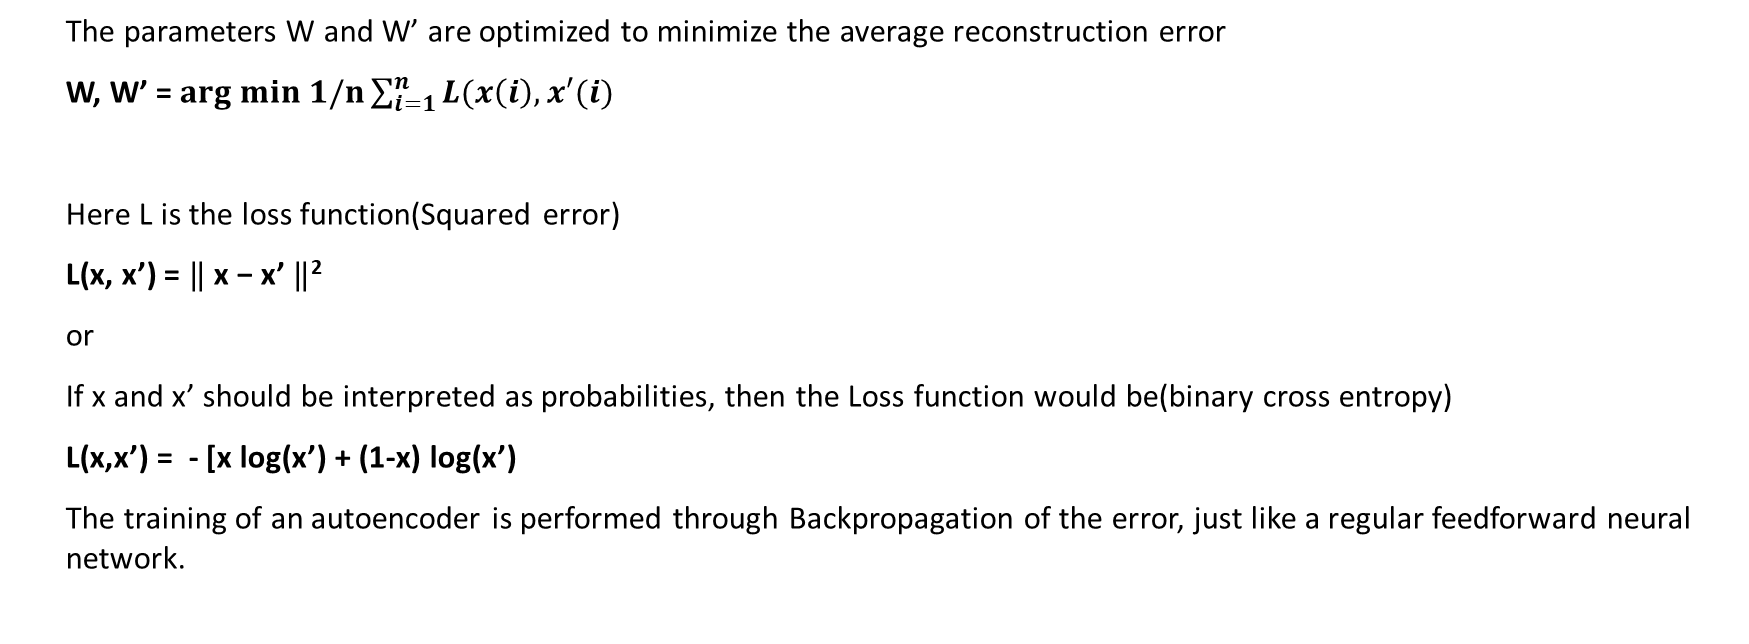 The parameters W and W’ are optimized to minimize the average reconstruction error
W, W’ = arg min 1/n ∑ⁿᵢ₌₁ L(x(i), x′(i)
Here L is the loss function(Squared error)
L(x, x’) = || x – x’ ||²
or
If x and x’ should be interpreted as probabilities, then the Loss function would be(binary cross entropy)
L(x,x’) = - [x log(x’) + (1-x) log(x’)
The training of an autoencoder is performed through Backpropagation of the error, just like a regular feedforward neural
network.